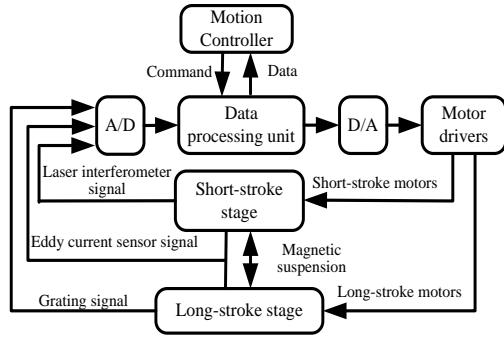 Motion
Controller
Command
Data
A/D
Data
processing unit
D/A
Motor
drivers
Laser interferometer
signal
Short-stroke
stage
Short-stroke motors
Eddy current sensor signal
Magnetic
suspension
Grating signal
Long-stroke stage
Long-stroke motors